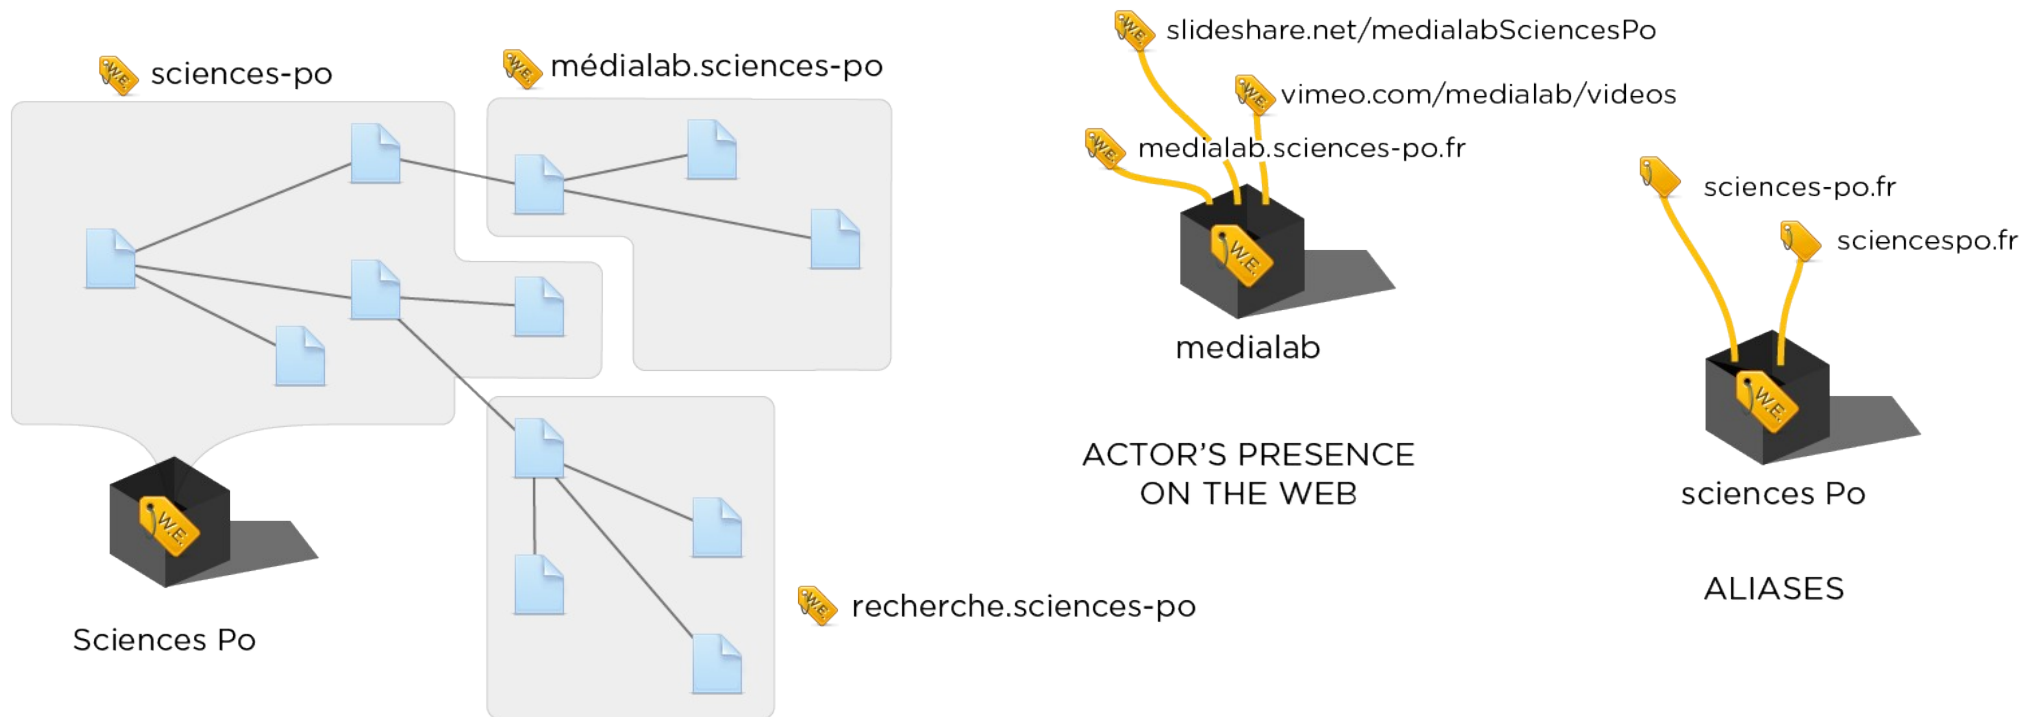 W.E. sciences-po
W.E. médialab.sciences-po
W.E.
Sciences Po
W.E. recherche.sciences-po
W.E. slideshare.net/medialabSciencesPo
W.E. vimeo.com/medialab/videos
W.E. medialab.sciences-po.fr
W.E.
medialab
ACTOR'S PRESENCE
ON THE WEB
sciences-po.fr
sciencespo.fr
W.E.
sciences Po
ALIASES